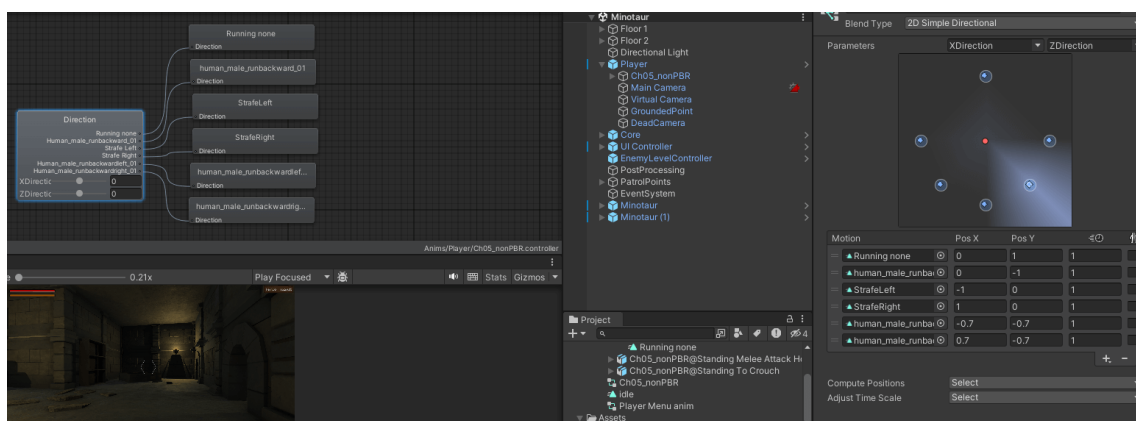 Running none
Direction
human_male_runbackward_01
Direction
StrafeLeft
Direction
StrafeRight
Direction
human_male_runbackwardlef...
Direction
human_male_runbackwardrig...
Direction
Direction
Running none
Human_male_runbackward_01
Strafe Left
Strafe Right
Human_male_runbackwardleft_01
Human_male_runbackwardright_01
XDirectic 0
ZDirectic 0
Anims/Player/Ch05_nonPBR.controller
0.21x
Play Focused
Stats Gizmos
Minotaur
Floor 1
Floor 2
Directional Light
Player
Ch05_nonPBR
Main Camera
Virtual Camera
GroundedPoint
DeadCamera
Core
UI Controller
EnemyLevelController
PostProcessing
PatrolPoints
EventSystem
Minotaur
Minotaur (1)
Project
4
Running none
Ch05_nonPBR@Standing Melee Attack H
Ch05_nonPBR@Standing To Crouch
Ch05_nonPBR
idle
Player Menu anim
Assets
Blend Type 2D Simple Directional
Parameters XDirection ZDirection
Motion Pos X Pos Y
Running none 0 1 1
human_male_runba 0 -1 1
StrafeLeft -1 0 1
StrafeRight 1 0 1
human_male_runba -0.7 -0.7 1
human_male_runba 0.7 -0.7 1
+ -
Compute Positions Select
Adjust Time Scale Select